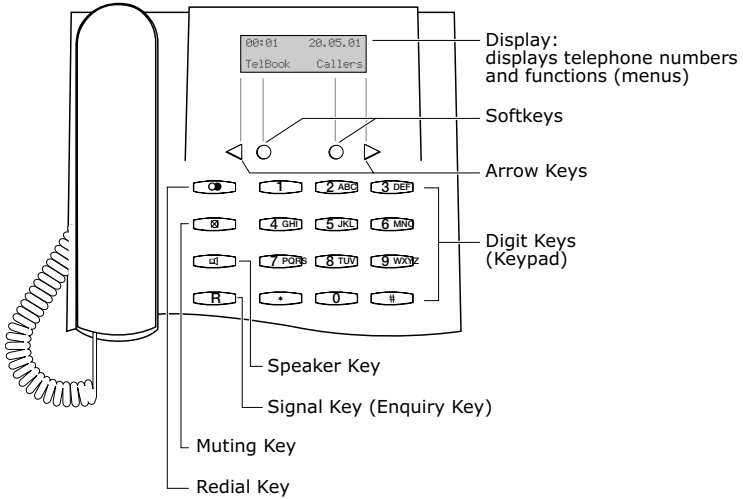 00:01 20.05.01
TelBook Callers
Display:
displays telephone numbers
and functions (menus)
Softkeys
Arrow Keys
1 2 ABC 3 DEF
4 GHI 5 JKL 6 MNO
7 PQRS 8 TUV 9 WXYZ
R * 0 #
Digit Keys
(Keypad)
Speaker Key
Signal Key (Enquiry Key)
Muting Key
Redial Key